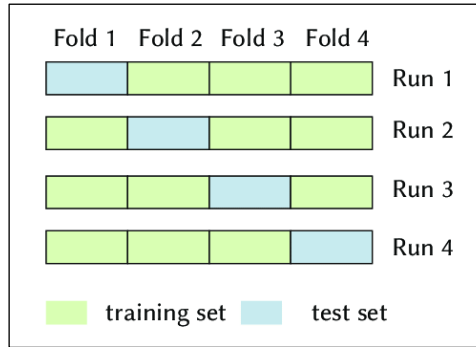 Fold 1 Fold 2 Fold 3 Fold 4
Run 1
Run 2
Run 3
Run 4
training set test set